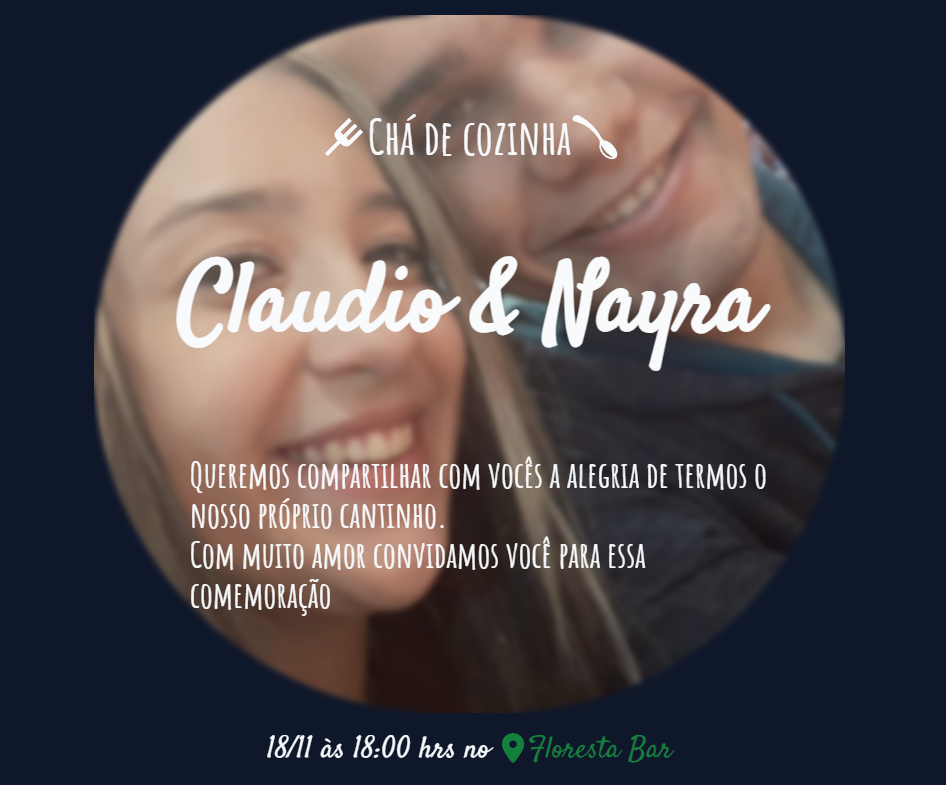 Chá de cozinha
Claudio & Nayra
Queremos compartilhar com vocês a alegria de termos o
nosso próprio cantinho.
Com muito amor convidamos você para essa
comemoração
18/11 às 18:00 hrs no Floresta Bar